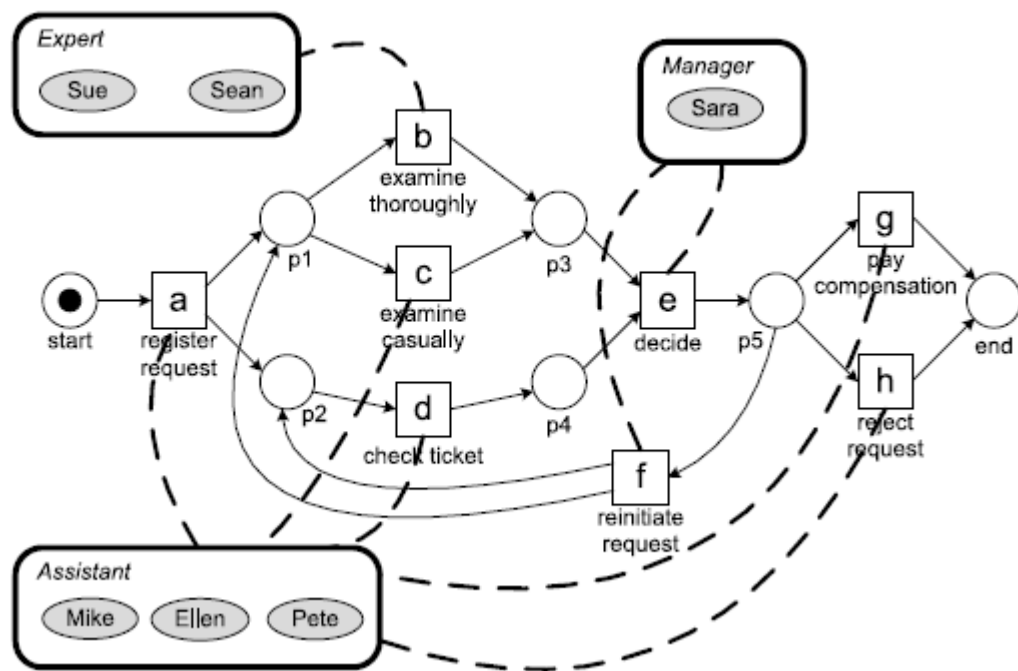 Expert
Sue
Sean
Manager
Sara
b
examine
thoroughly
p1
c
examine
casually
p3
start
a
register
request
e
decide
p5
g
pay
compensation
end
h
reject
request
p2
d
check ticket
p4
f
reinitiate
request
Assistant
Mike
Ellen
Pete